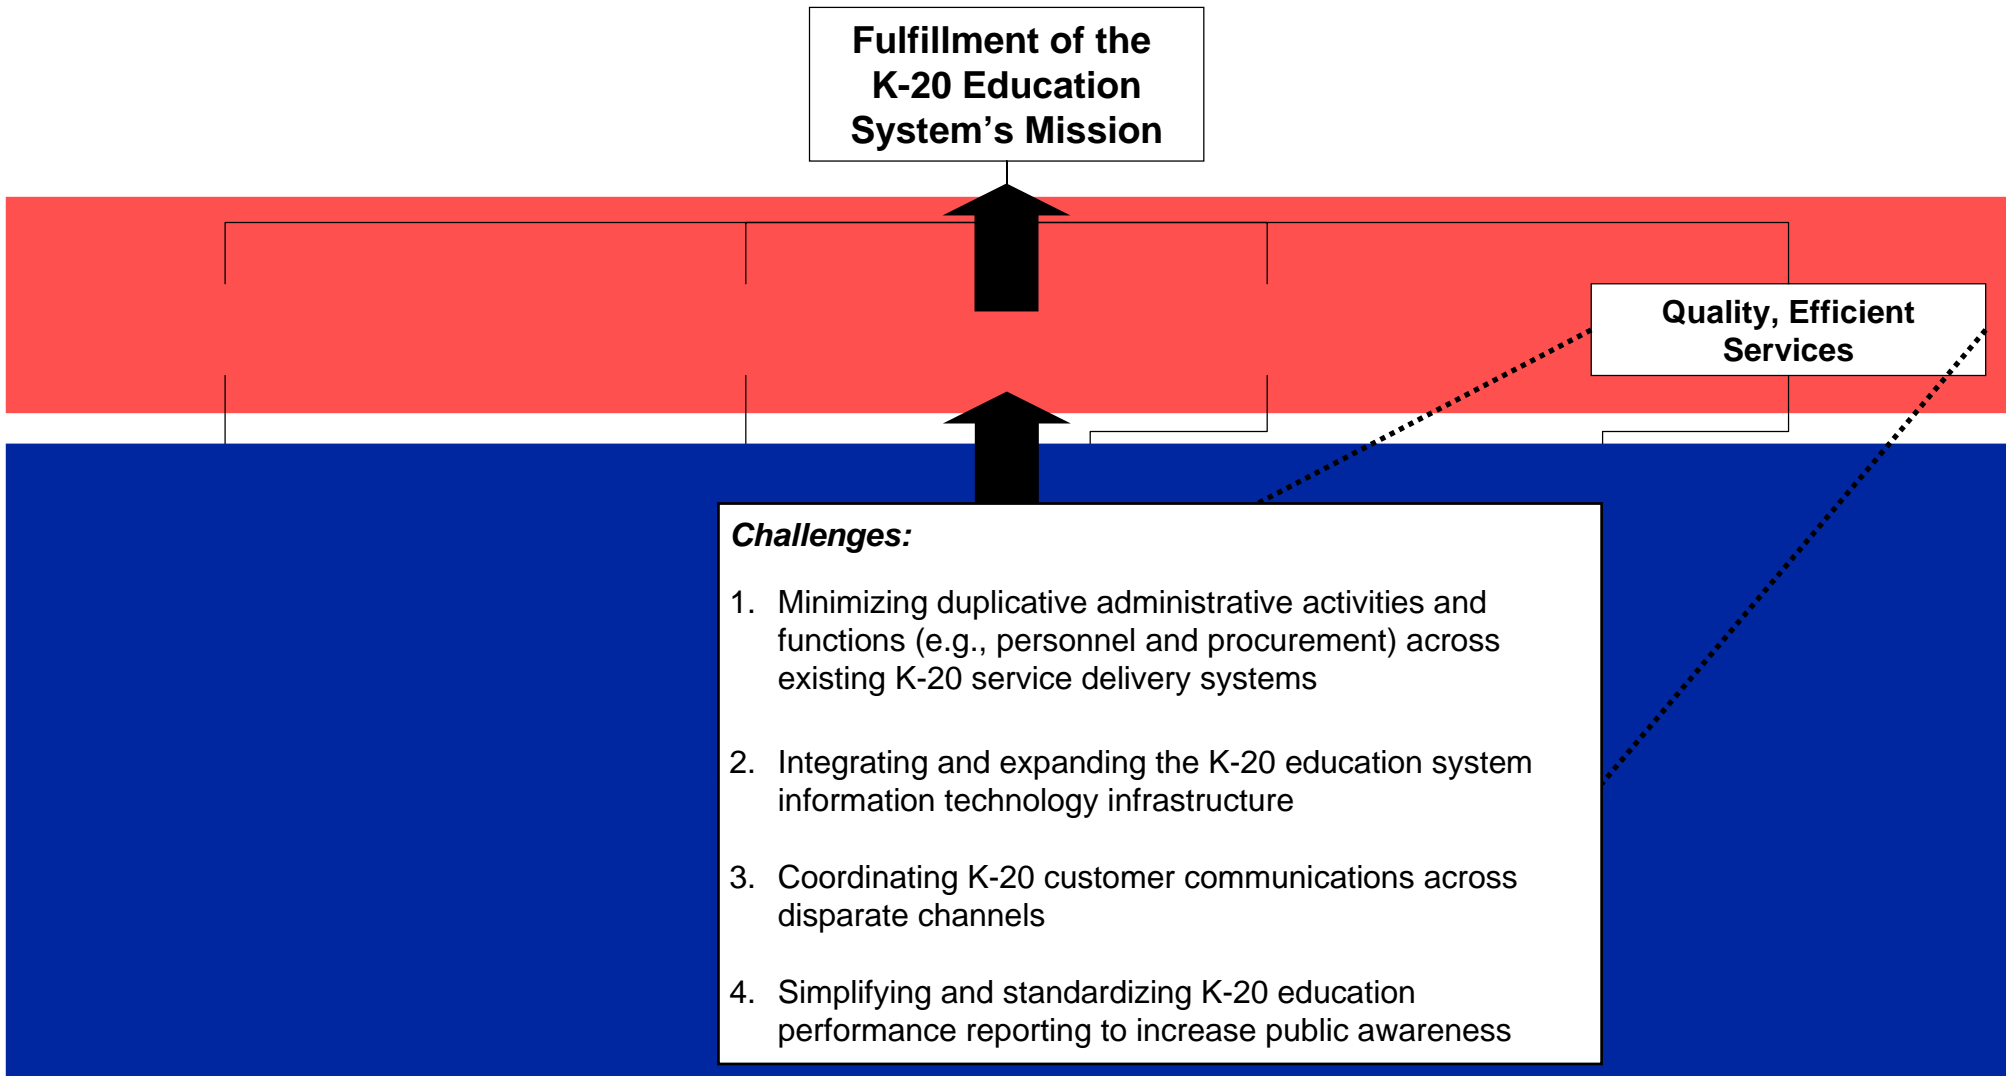 Fulfillment of the
K-20 Education
System’s Mission
Quality, Efficient
Services
Challenges:
1. Minimizing duplicative administrative activities and
functions (e.g., personnel and procurement) across
existing K-20 service delivery systems
2. Integrating and expanding the K-20 education system
information technology infrastructure
3. Coordinating K-20 customer communications across
disparate channels
4. Simplifying and standardizing K-20 education
performance reporting to increase public awareness